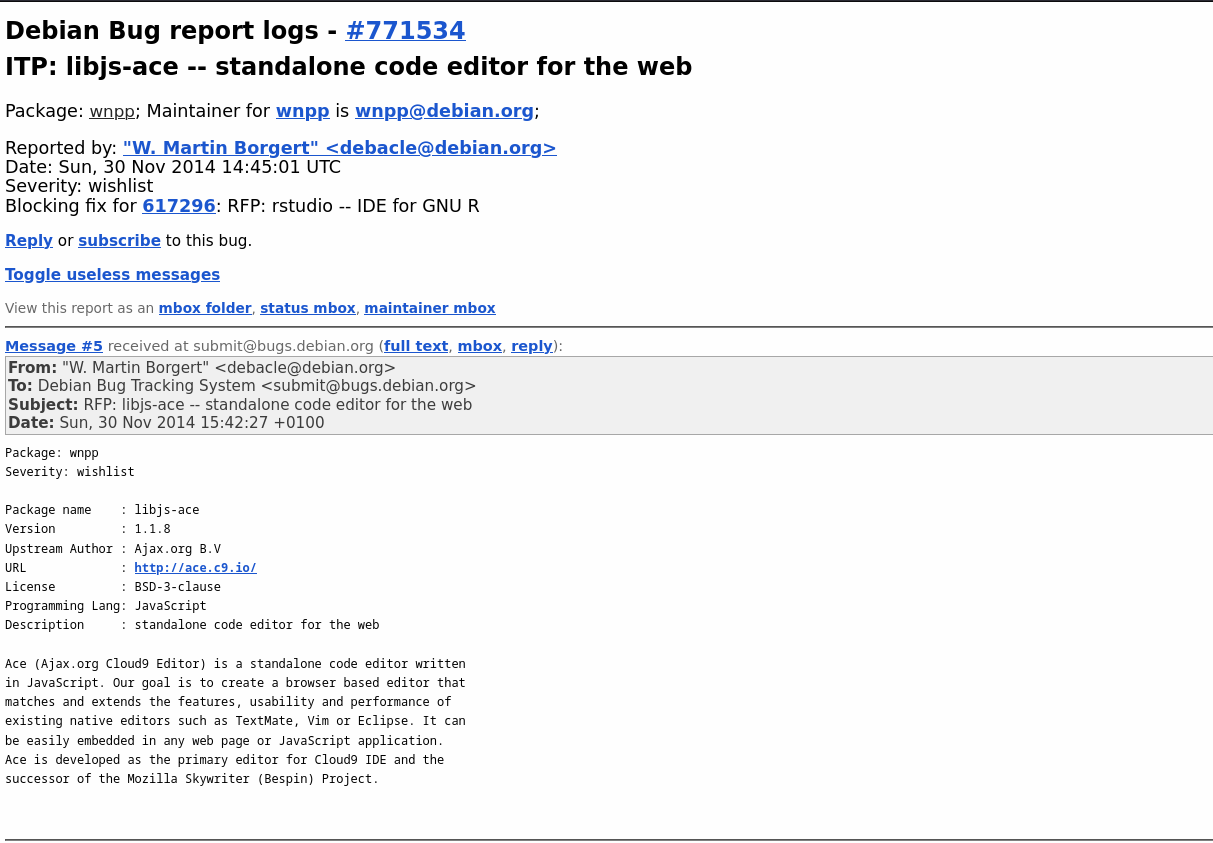 Debian Bug report logs - #771534
ITP: libjs-ace -- standalone code editor for the web
Package: wnpp; Maintainer for wnpp is wnpp@debian.org;
Reported by: "W. Martin Borgert" <debacle@debian.org>
Date: Sun, 30 Nov 2014 14:45:01 UTC
Severity: wishlist
Blocking fix for 617296: RFP: rstudio -- IDE for GNU R
Reply or subscribe to this bug.
Toggle useless messages
View this report as an mbox folder, status mbox, maintainer mbox
Message #5 received at submit@bugs.debian.org (full text, mbox, reply):
From: "W. Martin Borgert" <debacle@debian.org>
To: Debian Bug Tracking System <submit@bugs.debian.org>
Subject: RFP: libjs-ace -- standalone code editor for the web
Date: Sun, 30 Nov 2014 15:42:27 +0100
Package: wnpp
Severity: wishlist
Package name    : libjs-ace
Version         : 1.1.8
Upstream Author : Ajax.org B.V
URL             : http://ace.c9.io/
License         : BSD-3-clause
Programming Lang: JavaScript
Description     : standalone code editor for the web
Ace (Ajax.org Cloud9 Editor) is a standalone code editor written
in JavaScript. Our goal is to create a browser based editor that
matches and extends the features, usability and performance of
existing native editors such as TextMate, Vim or Eclipse. It can
be easily embedded in any web page or JavaScript application.
Ace is developed as the primary editor for Cloud9 IDE and the
successor of the Mozilla Skywriter (Bespin) Project.